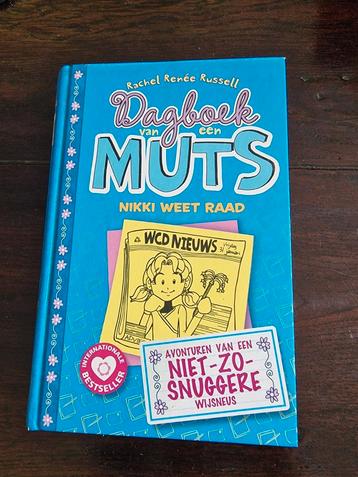 Rachel Renée Russell
Dagboek
van een
MUTS
NIKKI WEET RAAD
WCD NIEUWS
AVONTUREN VAN EEN
NIET-ZO-
SNUGGERE
WIJSNEUS
INTERNATIONALE
BESTSELLER